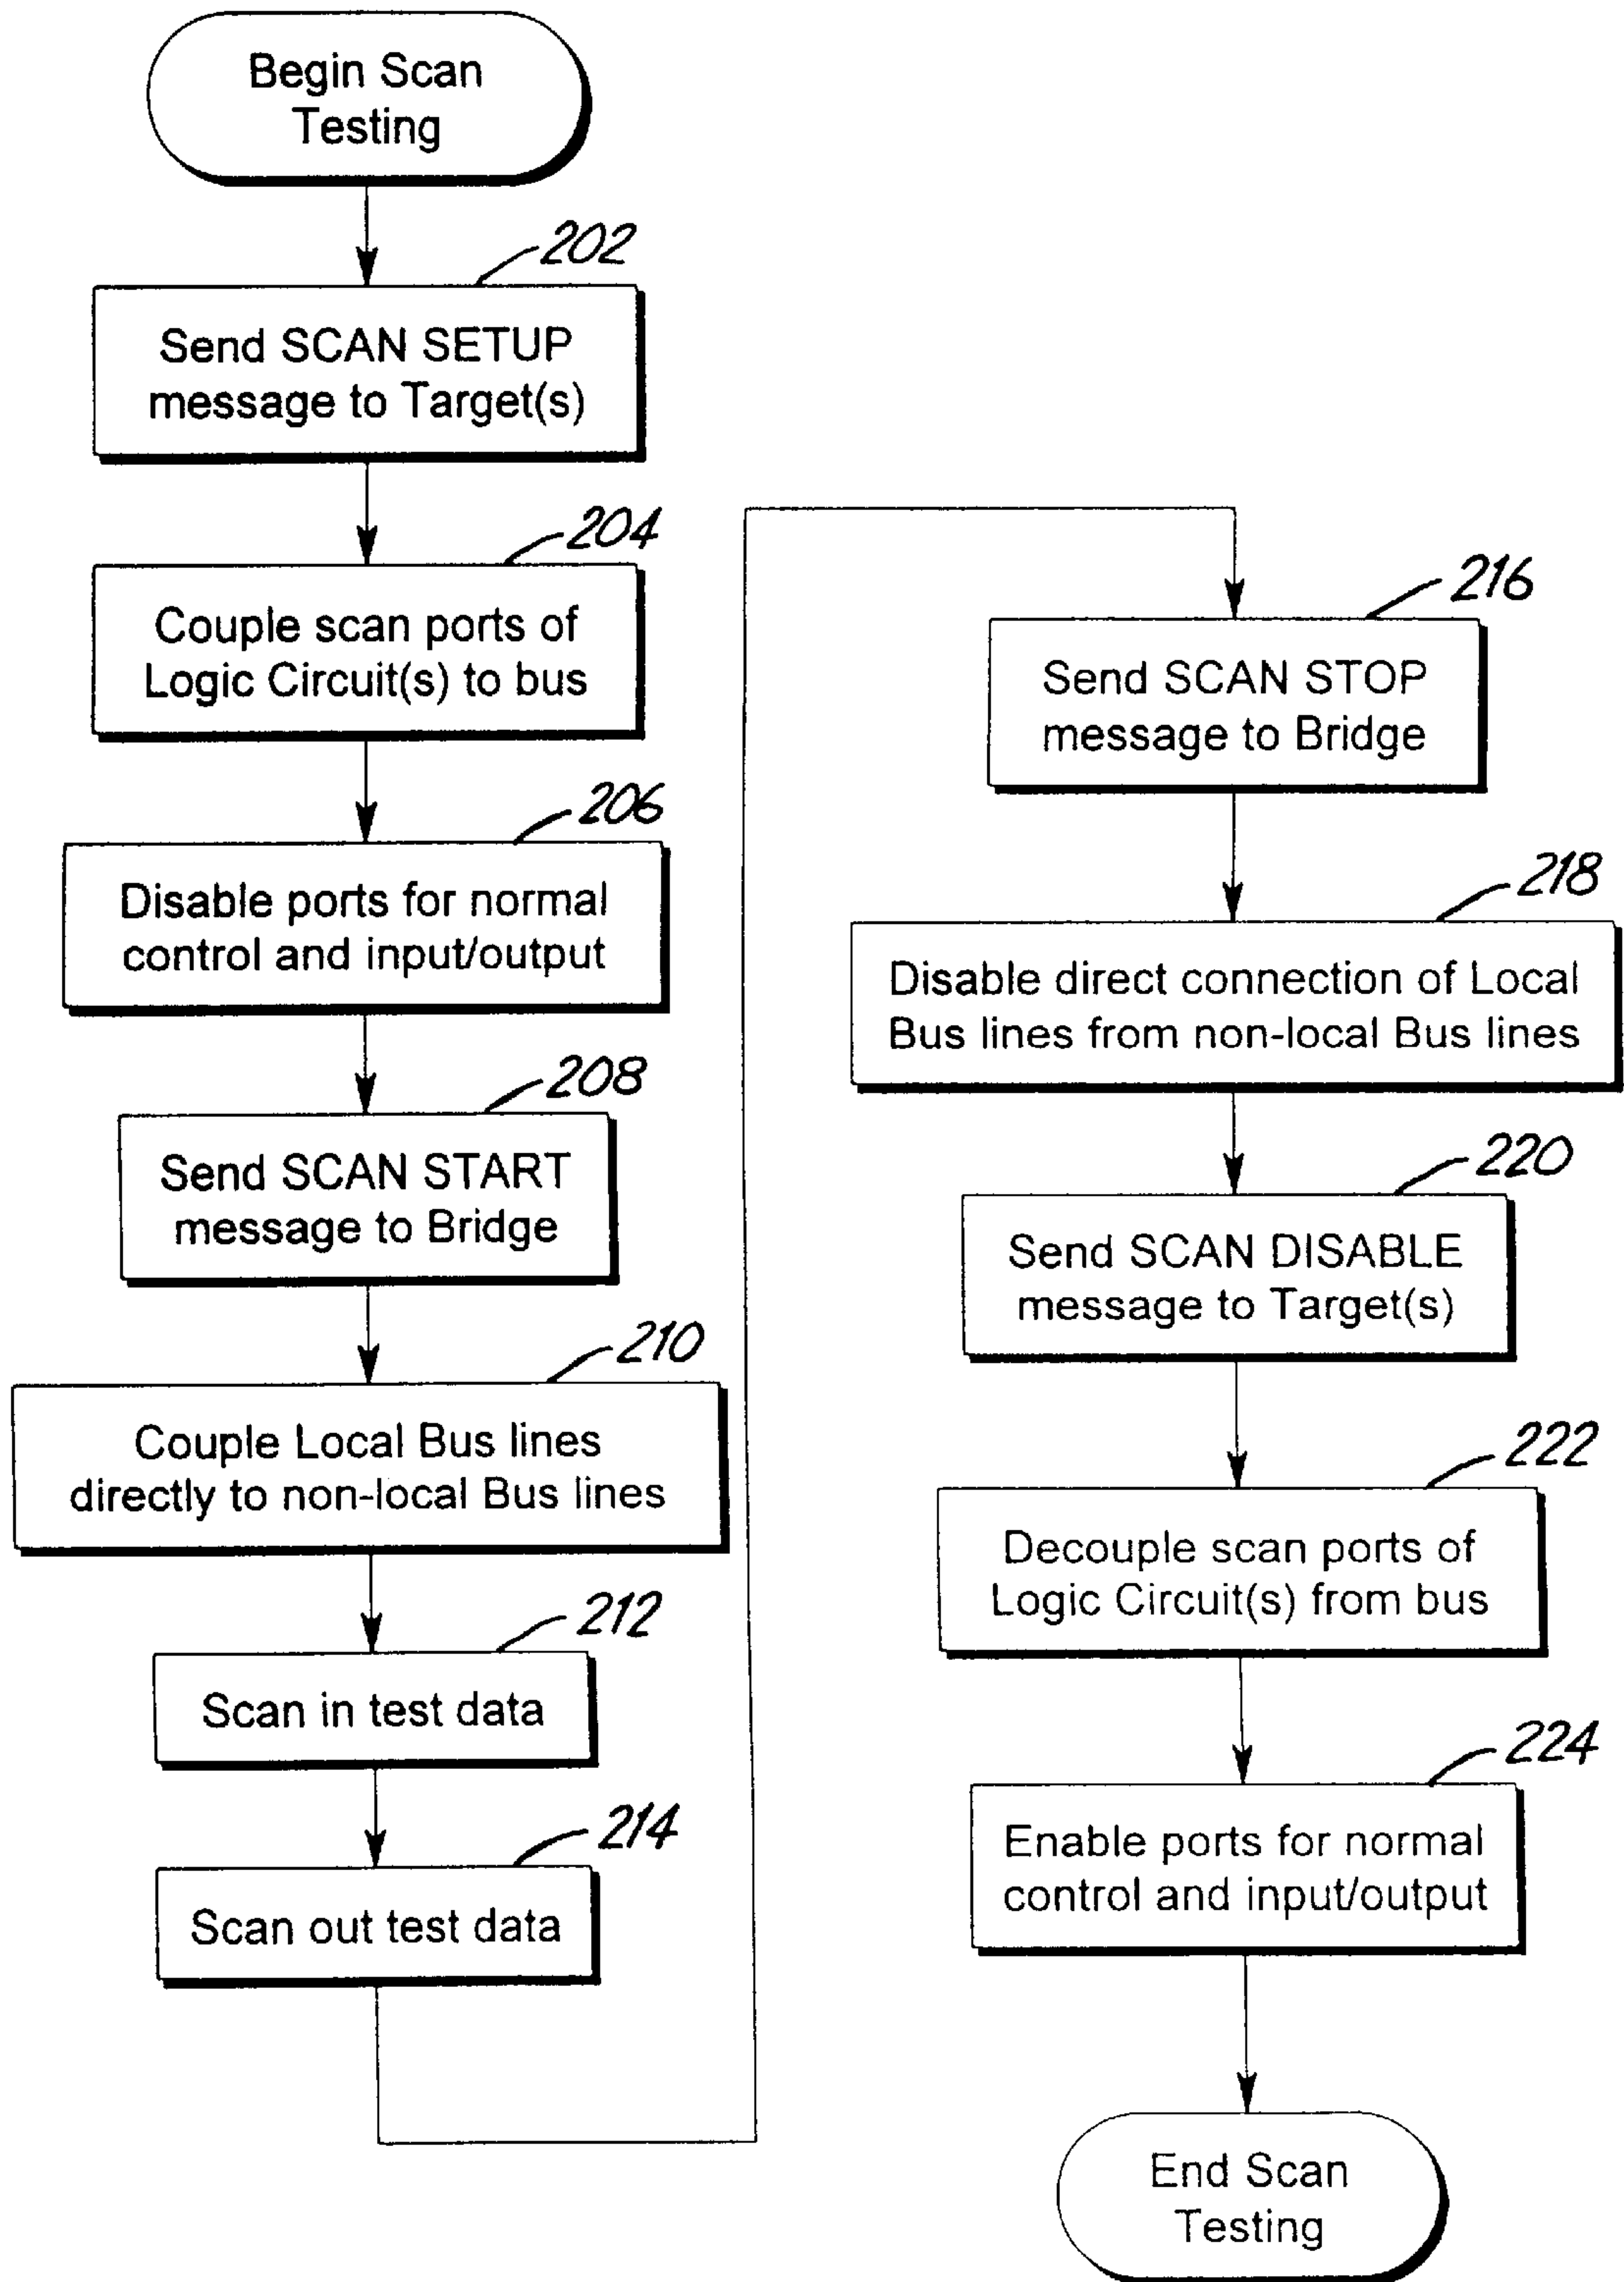 Begin Scan
Testing
202
Send SCAN SETUP
message to Target(s)
204
Couple scan ports of
Logic Circuit(s) to bus
206
Disable ports for normal
control and input/output
208
Send SCAN START
message to Bridge
210
Couple Local Bus lines
directly to non-local Bus lines
212
Scan in test data
214
Scan out test data
216
Send SCAN STOP
message to Bridge
218
Disable direct connection of Local
Bus lines from non-local Bus lines
220
Send SCAN DISABLE
message to Target(s)
222
Decouple scan ports of
Logic Circuit(s) from bus
224
Enable ports for normal
control and input/output
End Scan
Testing